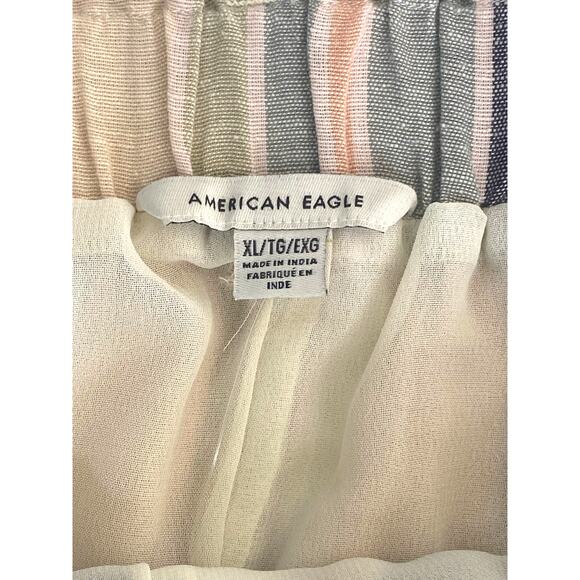 AMERICAN EAGLE
XL/TG/EXG
MADE IN INDIA
FABRIQUÉ EN
INDE